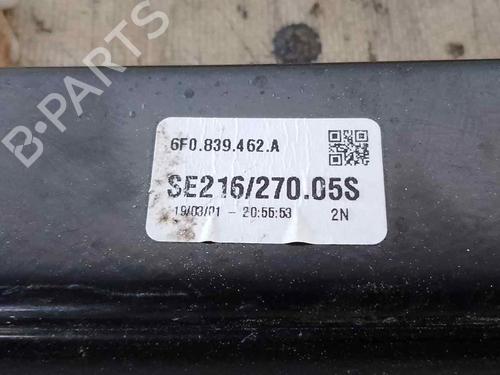 B-PARTS
6F0.839.462.A
SE216/270.05S
19/03/01 - 20:55:53 2N